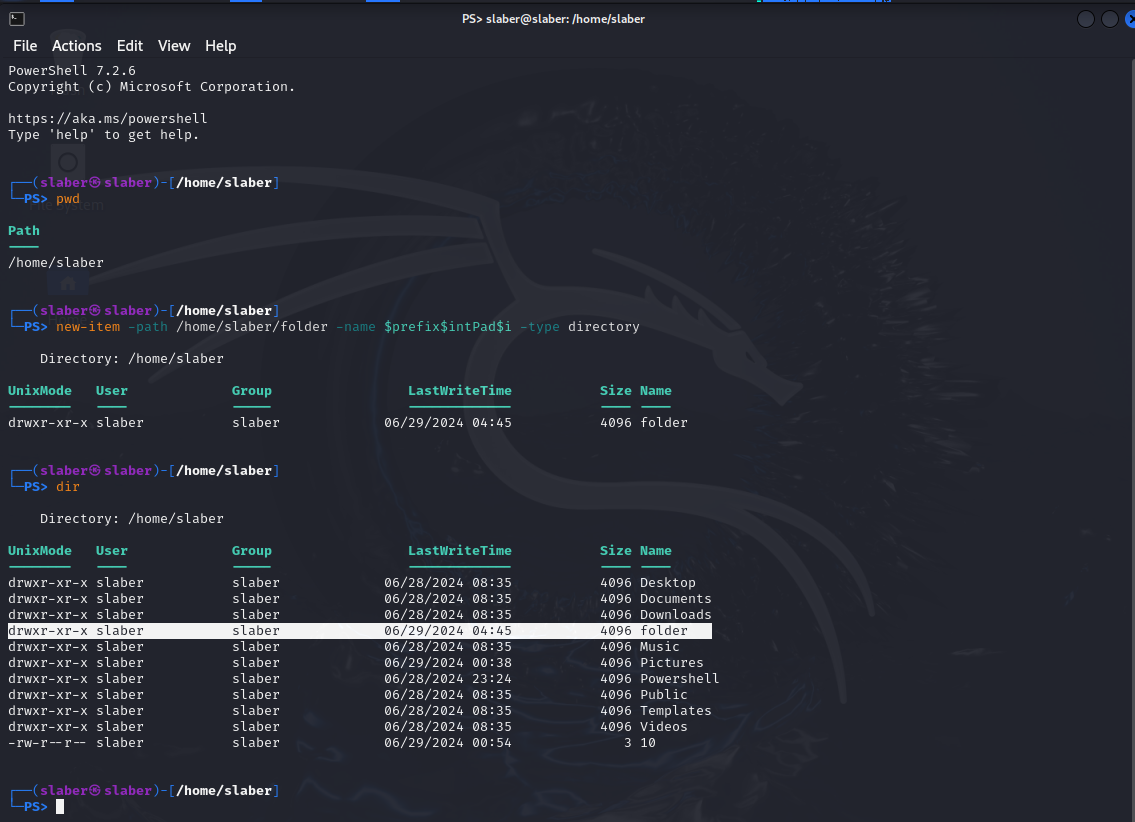 PS> slaber@slaber: /home/slaber
File Actions Edit View Help
PowerShell 7.2.6
Copyright (c) Microsoft Corporation.
https://aka.ms/powershell
Type 'help' to get help.
┌──(slaber㉿slaber)-[/home/slaber]
└─PS> pwd
Path
----
/home/slaber
┌──(slaber㉿slaber)-[/home/slaber]
└─PS> new-item -path /home/slaber/folder -name $prefix$intPad$i -type directory
Directory: /home/slaber
UnixMode User Group LastWriteTime Size Name
-------- ---- ----- ------------- ---- ----
drwxr-xr-x slaber slaber 06/29/2024 04:45 4096 folder
┌──(slaber㉿slaber)-[/home/slaber]
└─PS> dir
Directory: /home/slaber
UnixMode User Group LastWriteTime Size Name
-------- ---- ----- ------------- ---- ----
drwxr-xr-x slaber slaber 06/28/2024 08:35 4096 Desktop
drwxr-xr-x slaber slaber 06/28/2024 08:35 4096 Documents
drwxr-xr-x slaber slaber 06/28/2024 08:35 4096 Downloads
drwxr-xr-x slaber slaber 06/29/2024 04:45 4096 folder
drwxr-xr-x slaber slaber 06/28/2024 08:35 4096 Music
drwxr-xr-x slaber slaber 06/29/2024 00:38 4096 Pictures
drwxr-xr-x slaber slaber 06/28/2024 23:24 4096 Powershell
drwxr-xr-x slaber slaber 06/28/2024 08:35 4096 Public
drwxr-xr-x slaber slaber 06/28/2024 08:35 4096 Templates
drwxr-xr-x slaber slaber 06/28/2024 08:35 4096 Videos
-rw-r--r-- slaber slaber 06/29/2024 00:54 3 10
┌──(slaber㉿slaber)-[/home/slaber]
└─PS>